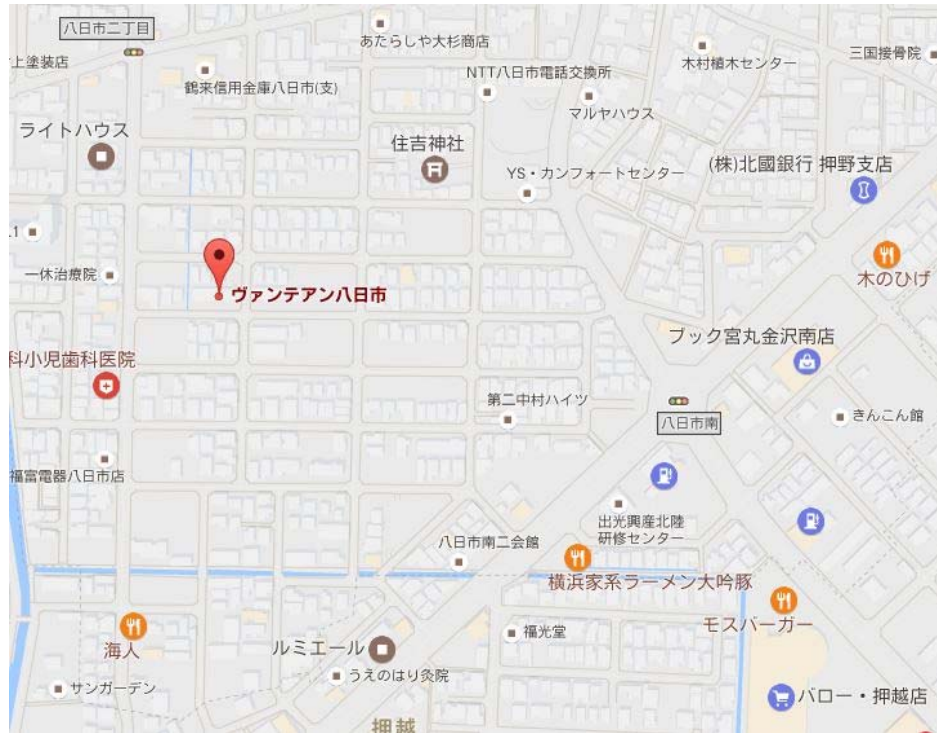 八日市二丁目
あたらしや大杉商店
上塗装店
木村植木センター
三国接骨院
NTT八日市電話交換所
鶴来信用金庫八日市(支)
マルヤハウス
ライトハウス
住吉神社
YS・カンフォートセンター
(株)北國銀行 押野支店
一休治療院
木のひげ
ヴァンテアン八日市
ブック宮丸金沢南店
科小児歯科医院
第二中村ハイツ
八日市南
きんこん館
福富電器八日市店
出光興産北陸
研修センター
八日市南二会館
横浜家系ラーメン大吟豚
モスバーガー
海人
福光堂
ルミエール
うえのはり灸院
サンガーデン
バロー・押越店
押越